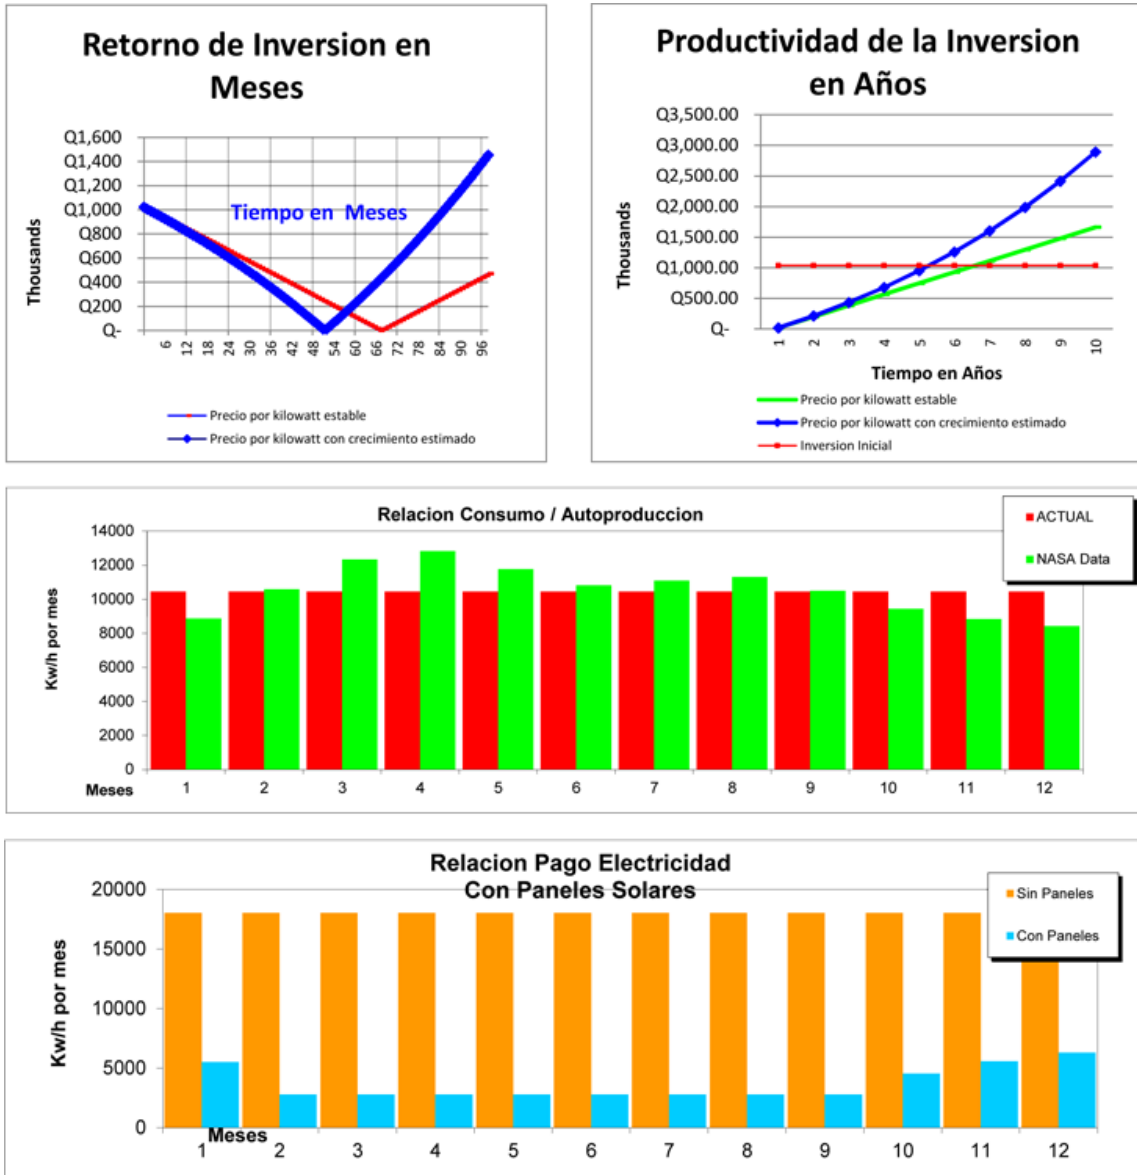 Retorno de Inversion en
Meses
Q1,600
Q1,400
Q1,200
Q1,000
Q800
Q600
Q400
Q200
Q-
Thousands
Tiempo en Meses
6 12 18 24 30 36 42 48 54 60 66 72 78 84 90 96
Precio por kilowatt estable
Precio por kilowatt con crecimiento estimado
Productividad de la Inversion
en Años
Q3,500.00
Q3,000.00
Q2,500.00
Q2,000.00
Q1,500.00
Q1,000.00
Q500.00
Q-
Thousands
1 2 3 4 5 6 7 8 9 10
Tiempo en Años
Precio por kilowatt estable
Precio por kilowatt con crecimiento estimado
Inversion Inicial
Relacion Consumo / Autoproduccion
ACTUAL
NASA Data
14000
12000
10000
8000
6000
4000
2000
0
Kw/h por mes
Meses 1 2 3 4 5 6 7 8 9 10 11 12
Relacion Pago Electricidad
Con Paneles Solares
Sin Paneles
Con Paneles
20000
15000
10000
5000
0
Kw/h por mes
Meses
1 2 3 4 5 6 7 8 9 10 11 12